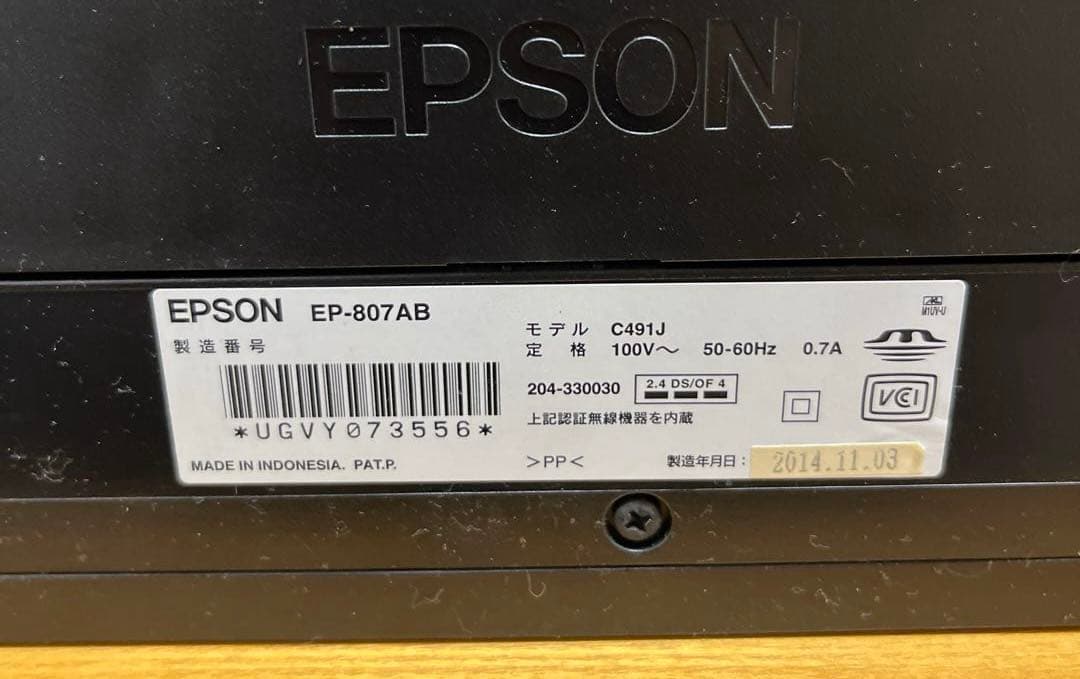 EPSON
EPSON EP-807AB
製造番号
*UGVY073556*
MADE IN INDONESIA. PAT.P.
モデル C491J
定格 100V～ 50-60Hz 0.7A
204-330030 2.4 DS/OF 4
上記認証無線機器を内蔵
>PP<
製造年月日： 2014.11.03
M1UV-U
VCI